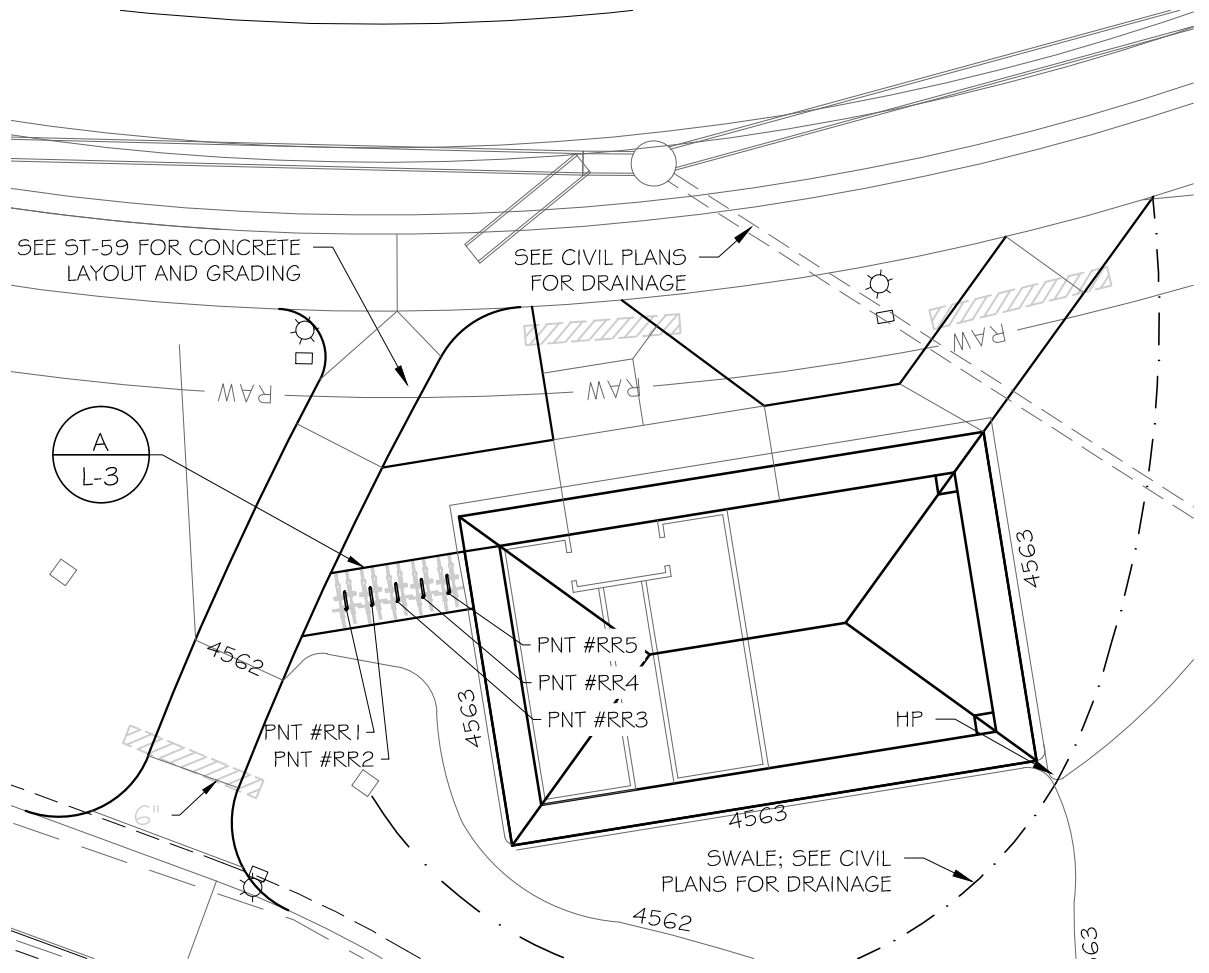 SEE ST-59 FOR CONCRETE
LAYOUT AND GRADING
SEE CIVIL PLANS
FOR DRAINAGE
RAW
RAW
RAW
A
L-3
4563
4562
PNT #RR5
PNT #RR4
PNT #RR3
4563
PNT #RR1
PNT #RR2
HP
6"
4563
SWALE; SEE CIVIL
PLANS FOR DRAINAGE
4562
63